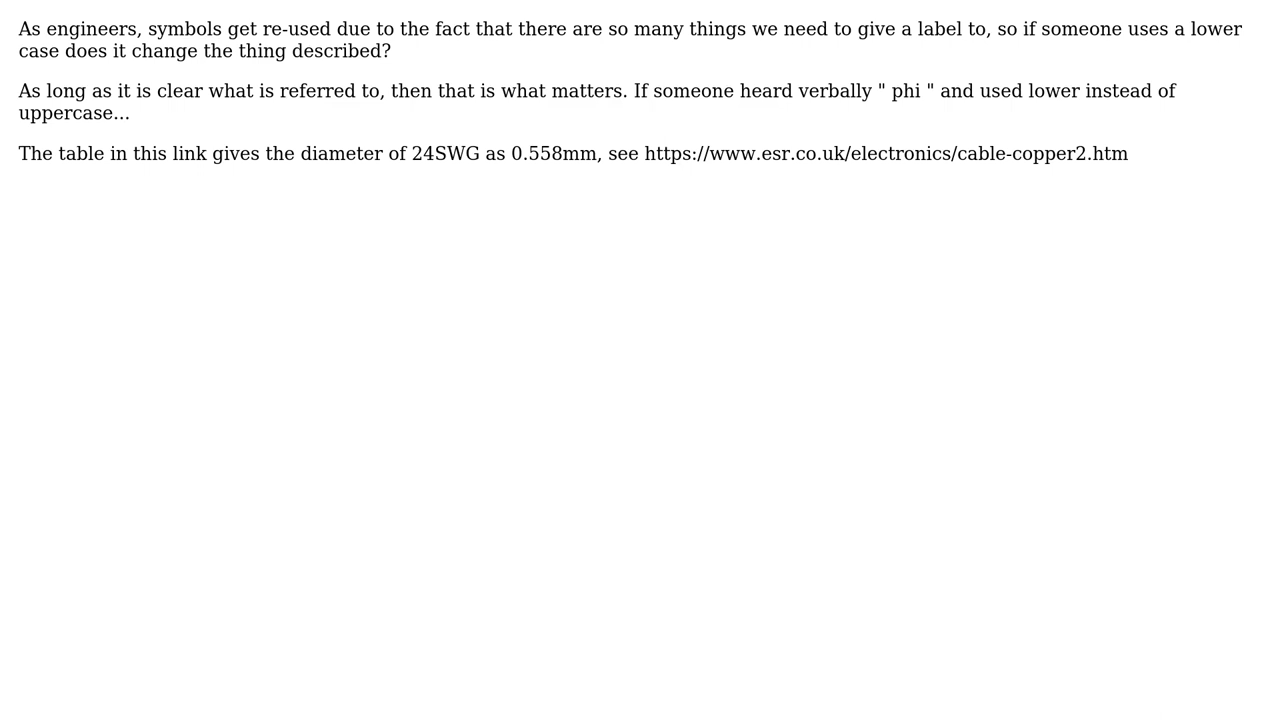 As engineers, symbols get re-used due to the fact that there are so many things we need to give a label to, so if someone uses a lower
case does it change the thing described?
As long as it is clear what is referred to, then that is what matters. If someone heard verbally " phi " and used lower instead of
uppercase...
The table in this link gives the diameter of 24SWG as 0.558mm, see https://www.esr.co.uk/electronics/cable-copper2.htm